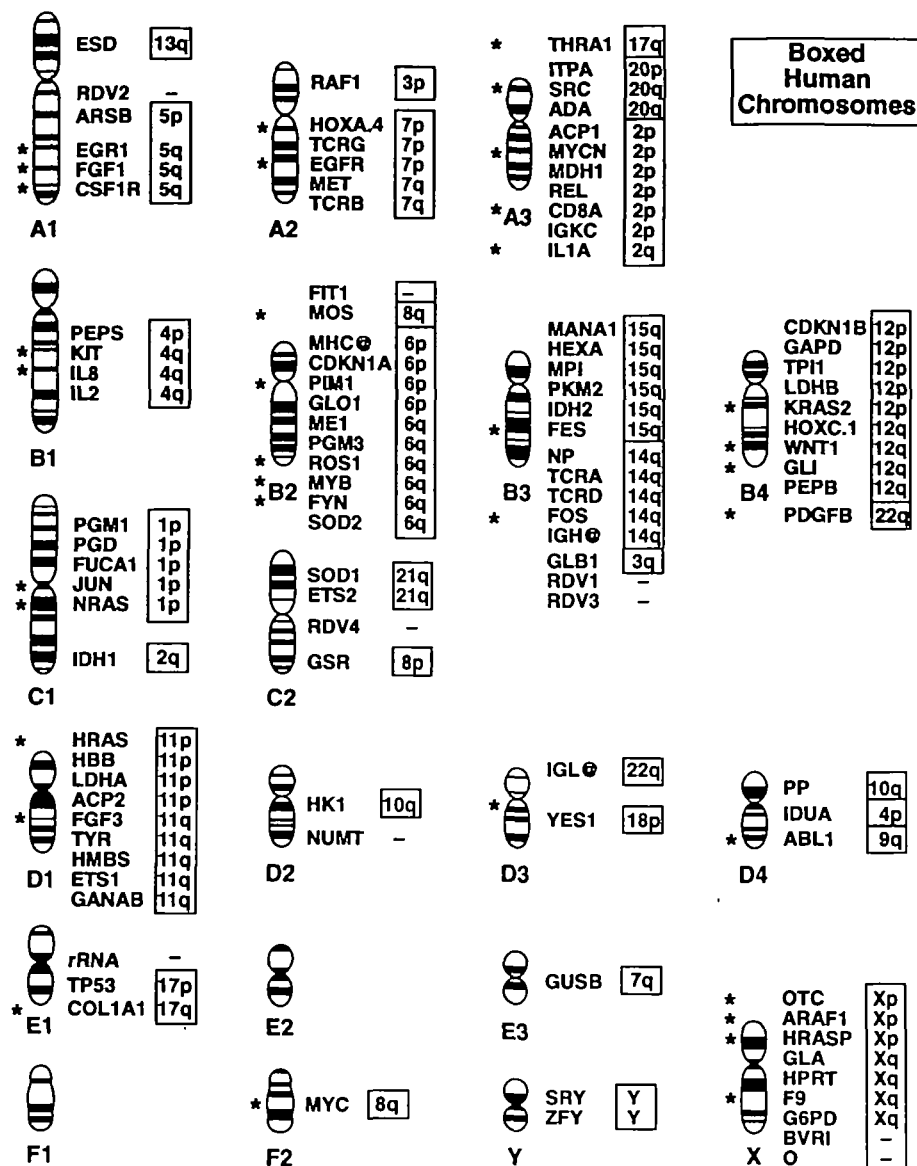 Boxed
Human
Chromosomes
ESD 13q
RDV2 –
ARSB 5p
* EGR1 5q
* FGF1 5q
* CSF1R 5q
A1
RAF1 3p
* HOXA.4 7p
TCRG 7p
* EGFR 7p
MET 7q
TCRB 7q
A2
* THRA1 17q
ITPA 20p
* SRC 20q
ADA 20q
ACP1 2p
* MYCN 2p
MDH1 2p
REL 2p
* CD8A 2p
IGKC 2p
* IL1A 2q
A3
PEPS 4p
* KIT 4q
* IL8 4q
IL2 4q
B1
FIT1 –
* MOS 8q
MHC@ 6p
CDKN1A 6p
* PIM1 6p
GLO1 6p
ME1 6q
PGM3 6q
* ROS1 6q
* MYB 6q
* FYN 6q
SOD2 6q
B2
MANA1 15q
HEXA 15q
MPI 15q
PKM2 15q
IDH2 15q
* FES 15q
NP 14q
TCRA 14q
TCRD 14q
* FOS 14q
IGH@ 14q
GLB1 3q
RDV1 –
RDV3 –
B3
CDKN1B 12p
GAPD 12p
TPI1 12p
LDHB 12p
* KRAS2 12p
HOXC.1 12q
* WNT1 12q
* GLI 12q
PEPB 12q
* PDGFB 22q
B4
PGM1 1p
PGD 1p
FUCA1 1p
* JUN 1p
* NRAS 1p
IDH1 2q
C1
SOD1 21q
ETS2 21q
RDV4 –
GSR 8p
C2
* HRAS 11p
HBB 11p
LDHA 11p
ACP2 11p
* FGF3 11q
TYR 11q
HMBS 11q
ETS1 11q
GANAB 11q
D1
HK1 10q
NUMT –
D2
IGL@ 22q
* YES1 18p
D3
PP 10q
IDUA 4p
* ABL1 9q
D4
rRNA –
TP53 17p
* COL1A1 17q
E1
E2
GUSB 7q
E3
F1
* MYC 8q
F2
SRY Y
ZFY Y
Y
* OTC Xp
* ARAF1 Xp
* HRASP Xp
GLA Xq
HPRT Xq
* F9 Xq
G6PD Xq
BVRI –
O –
X